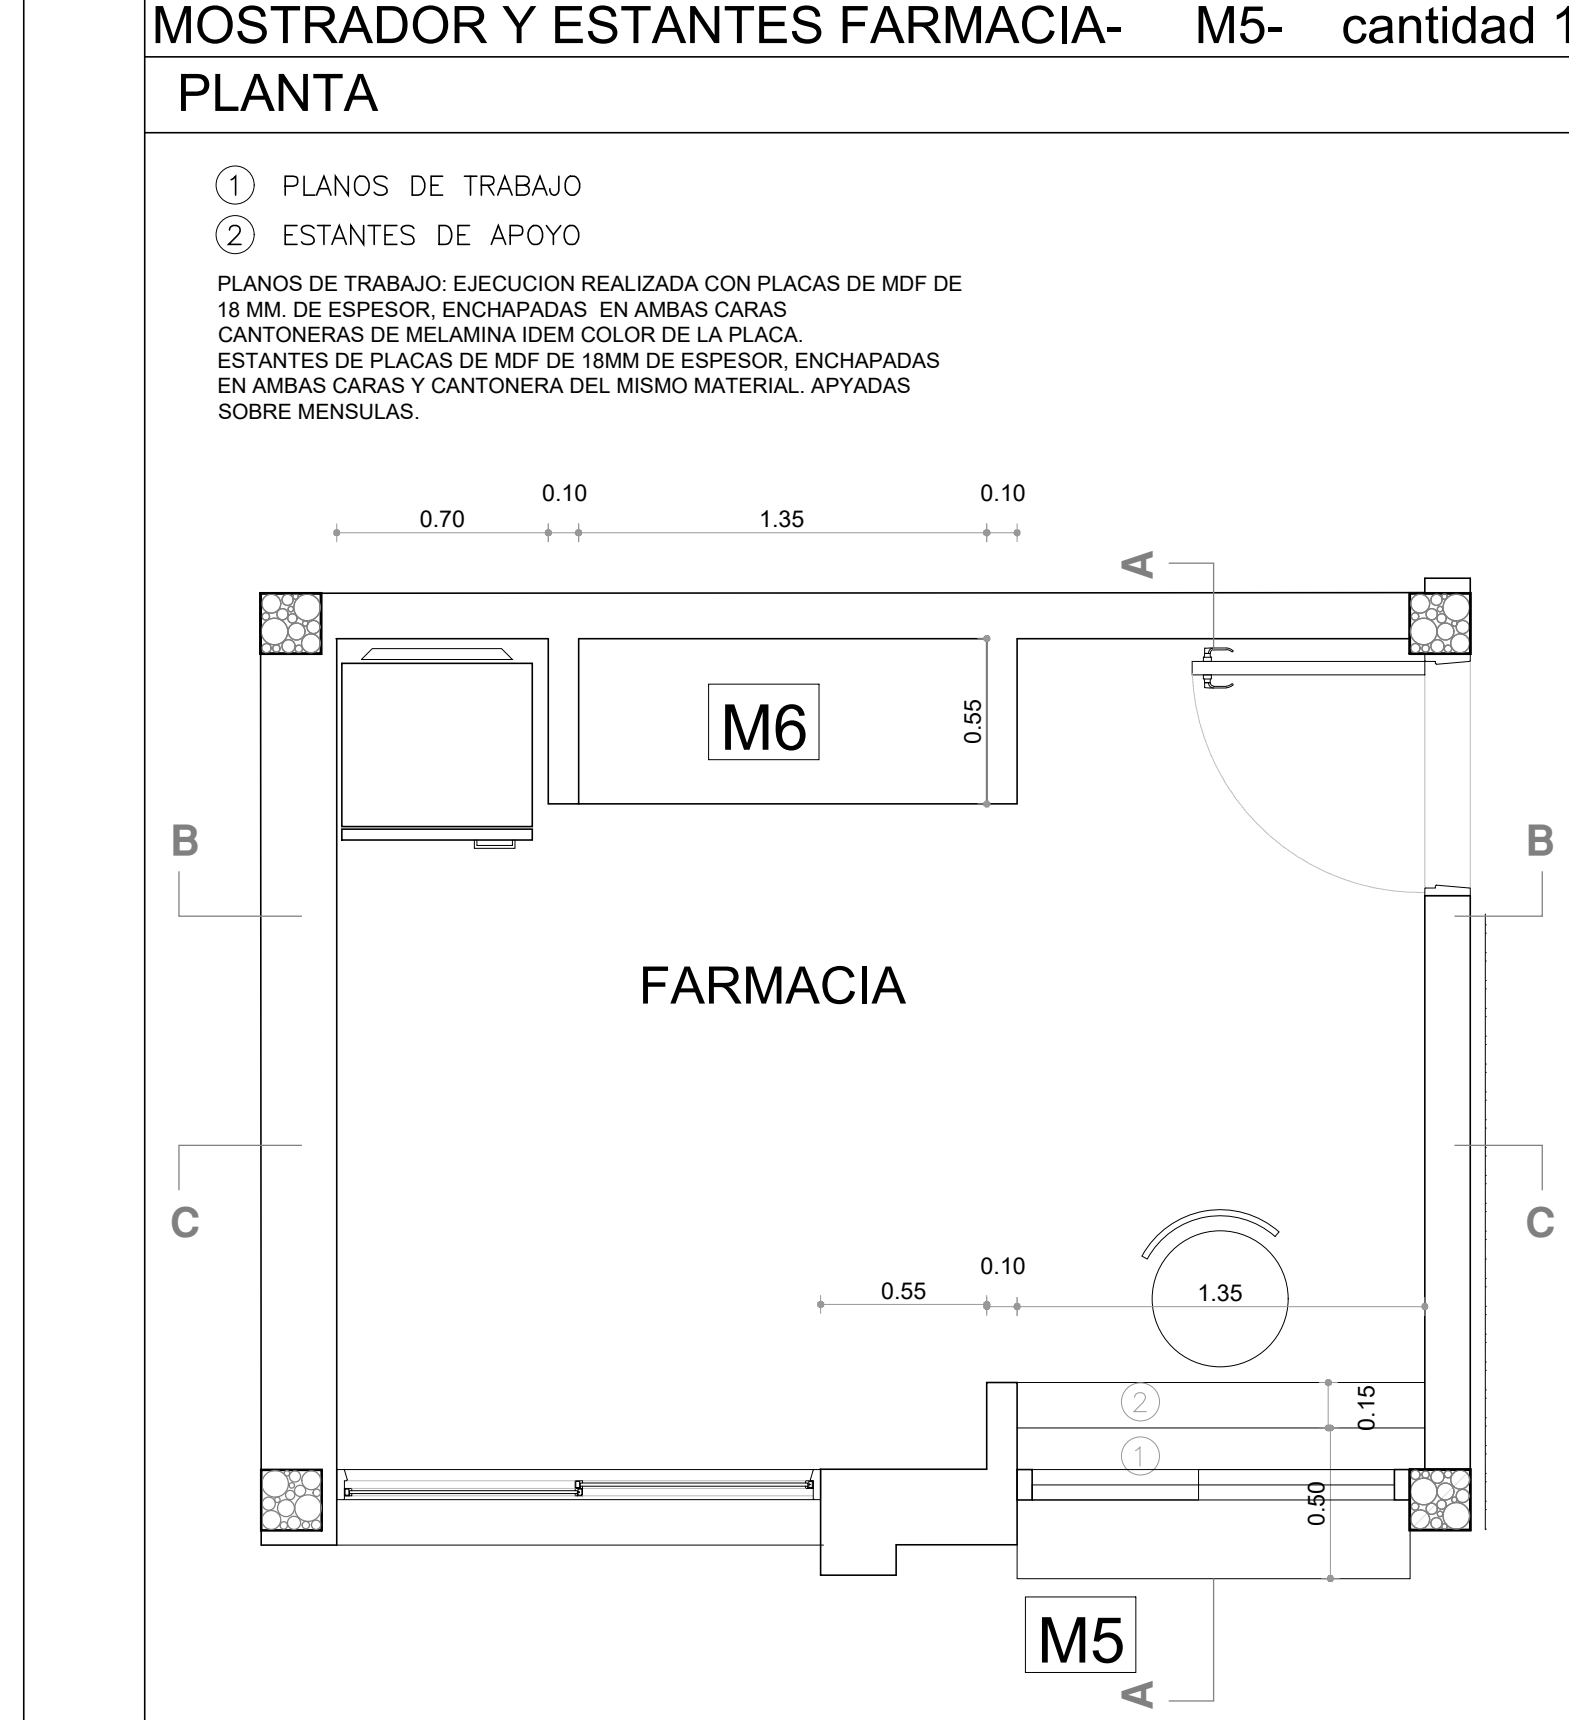 MOSTRADOR Y ESTANTES FARMACIA- M5- cantidad 1
PLANTA
1 PLANOS DE TRABAJO
2 ESTANTES DE APOYO
PLANOS DE TRABAJO: EJECUCION REALIZADA CON PLACAS DE MDF DE
18 MM. DE ESPESOR, ENCHAPADAS EN AMBAS CARAS
CANTONERAS DE MELAMINA IDEM COLOR DE LA PLACA.
ESTANTES DE PLACAS DE MDF DE 18MM DE ESPESOR, ENCHAPADAS
EN AMBAS CARAS Y CANTONERA DEL MISMO MATERIAL. APYADAS
SOBRE MENSULAS.
0.10 0.10
0.70 1.35
A
M6
0.55
B B
FARMACIA
C C
0.10
0.55 1.35
2
0.15
1
0.50
M5
A